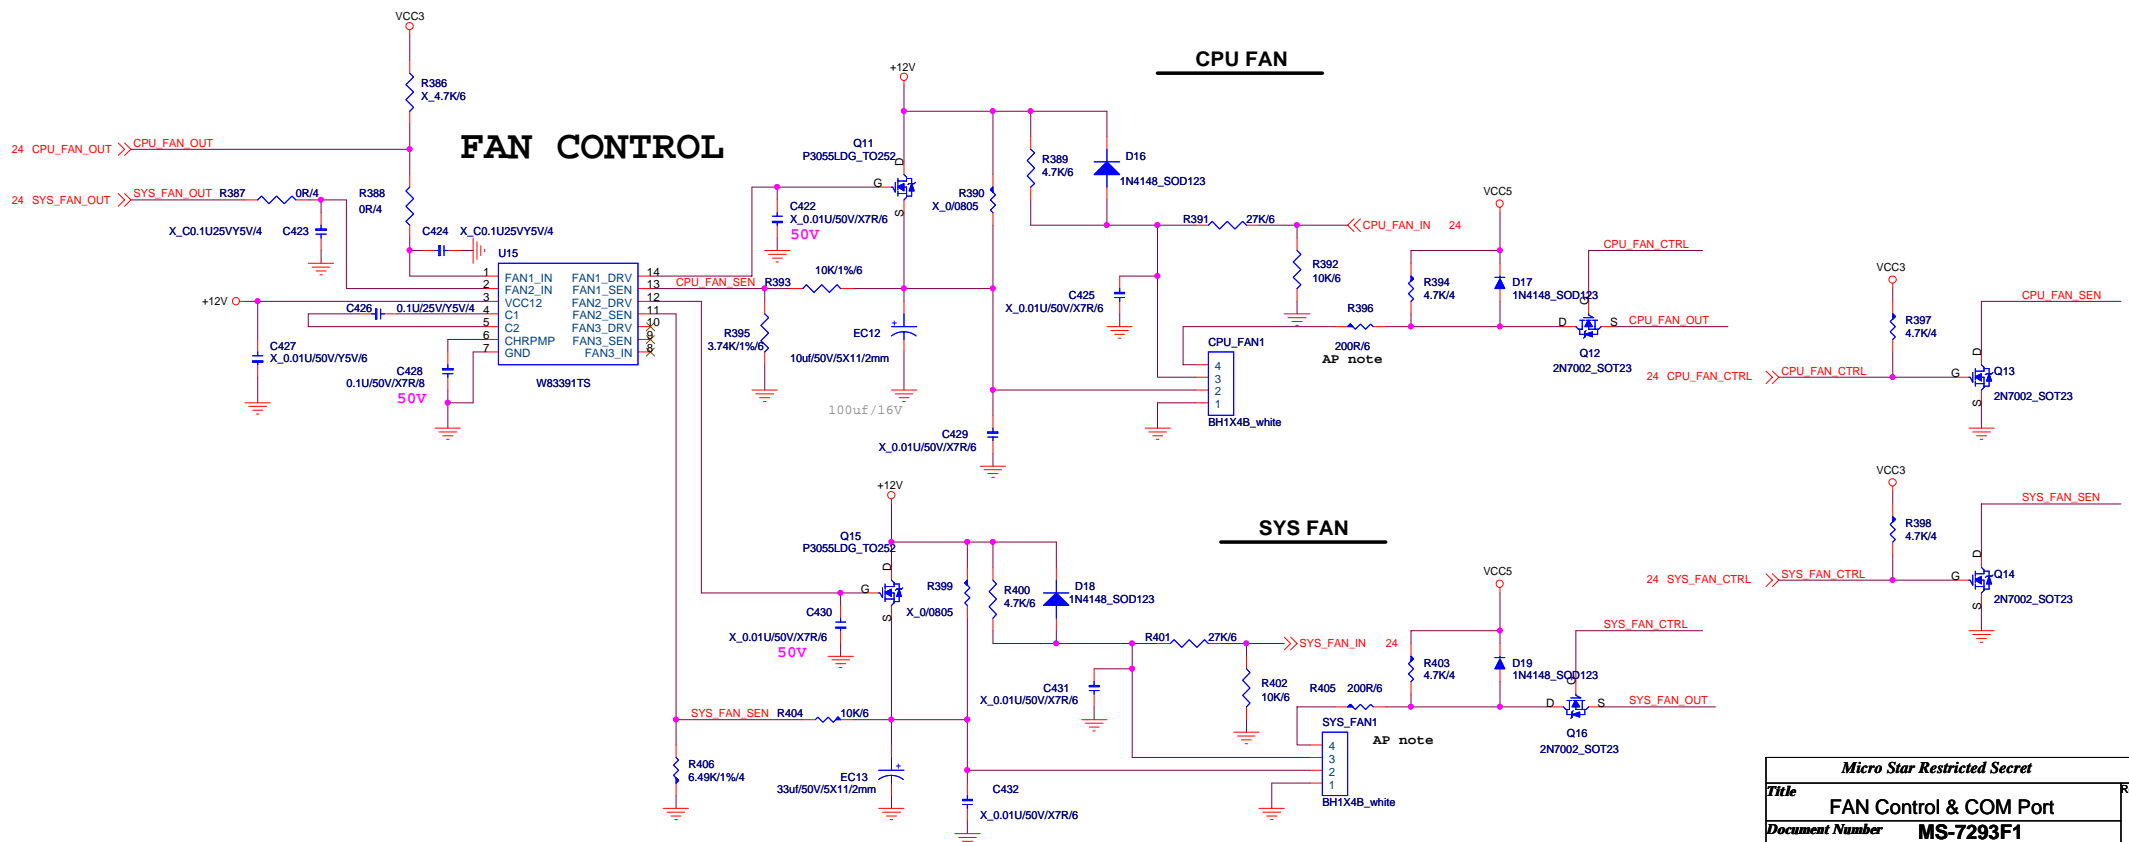 VCC3
R386
X_4.7K/6
FAN CONTROL
24 CPU_FAN_OUT
CPU_FAN_OUT
24 SYS_FAN_OUT
SYS_FAN_OUT
R387
0R/4
R388
0R/4
X_C0.1U25VY5V/4
C423
C424
X_C0.1U25VY5V/4
U15
1 FAN1_IN FAN1_DRV 14
2 FAN2_IN FAN1_SEN 13
3 VCC12 FAN2_DRV 12
4 C1 FAN2_SEN 11
5 C2 FAN3_DRV 10
6 CHRPMP FAN3_SEN 9
7 GND FAN3_IN 8
W83391TS
+12V
C426
0.1U/25V/Y5V/4
C427
X_0.01U/50V/Y5V/6
C428
0.1U/50V/X7R/8
50V
CPU FAN
+12V
Q11
P3055LDG_TO252
D
G
S
C422
X_0.01U/50V/X7R/6
50V
CPU_FAN_SEN
R393
10K/1%/6
R395
3.74K/1%/6
EC12
+
10uf/50V/5X11/2mm
100uf/16V
R390
X_0/0805
R389
4.7K/6
D16
1N4148_SOD123
R391
27K/6
CPU_FAN_IN 24
R392
10K/6
C425
X_0.01U/50V/X7R/6
C429
X_0.01U/50V/X7R/6
CPU_FAN1
4
3
2
1
BH1X4B_white
R396
200R/6
AP note
VCC5
R394
4.7K/4
D17
1N4148_SOD123
CPU_FAN_CTRL
G
D
S
CPU_FAN_OUT
Q12
2N7002_SOT23
VCC3
R397
4.7K/4
CPU_FAN_SEN
24 CPU_FAN_CTRL
CPU_FAN_CTRL
D
G
S
Q13
2N7002_SOT23
SYS FAN
+12V
Q15
P3055LDG_TO252
D
G
S
C430
X_0.01U/50V/X7R/6
50V
SYS_FAN_SEN
R404
10K/6
R406
6.49K/1%/4
EC13
+
33uf/50V/5X11/2mm
R399
X_0/0805
R400
4.7K/6
D18
1N4148_SOD123
R401
27K/6
SYS_FAN_IN 24
R402
10K/6
C431
X_0.01U/50V/X7R/6
C432
X_0.01U/50V/X7R/6
SYS_FAN1
4
3
2
1
BH1X4B_white
R405
200R/6
AP note
VCC5
R403
4.7K/4
D19
1N4148_SOD123
SYS_FAN_CTRL
G
D
S
SYS_FAN_OUT
Q16
2N7002_SOT23
VCC3
R398
4.7K/4
SYS_FAN_SEN
24 SYS_FAN_CTRL
SYS_FAN_CTRL
D
G
S
Q14
2N7002_SOT23
Micro Star Restricted Secret
Title
R
FAN Control & COM Port
Document Number
MS-7293F1